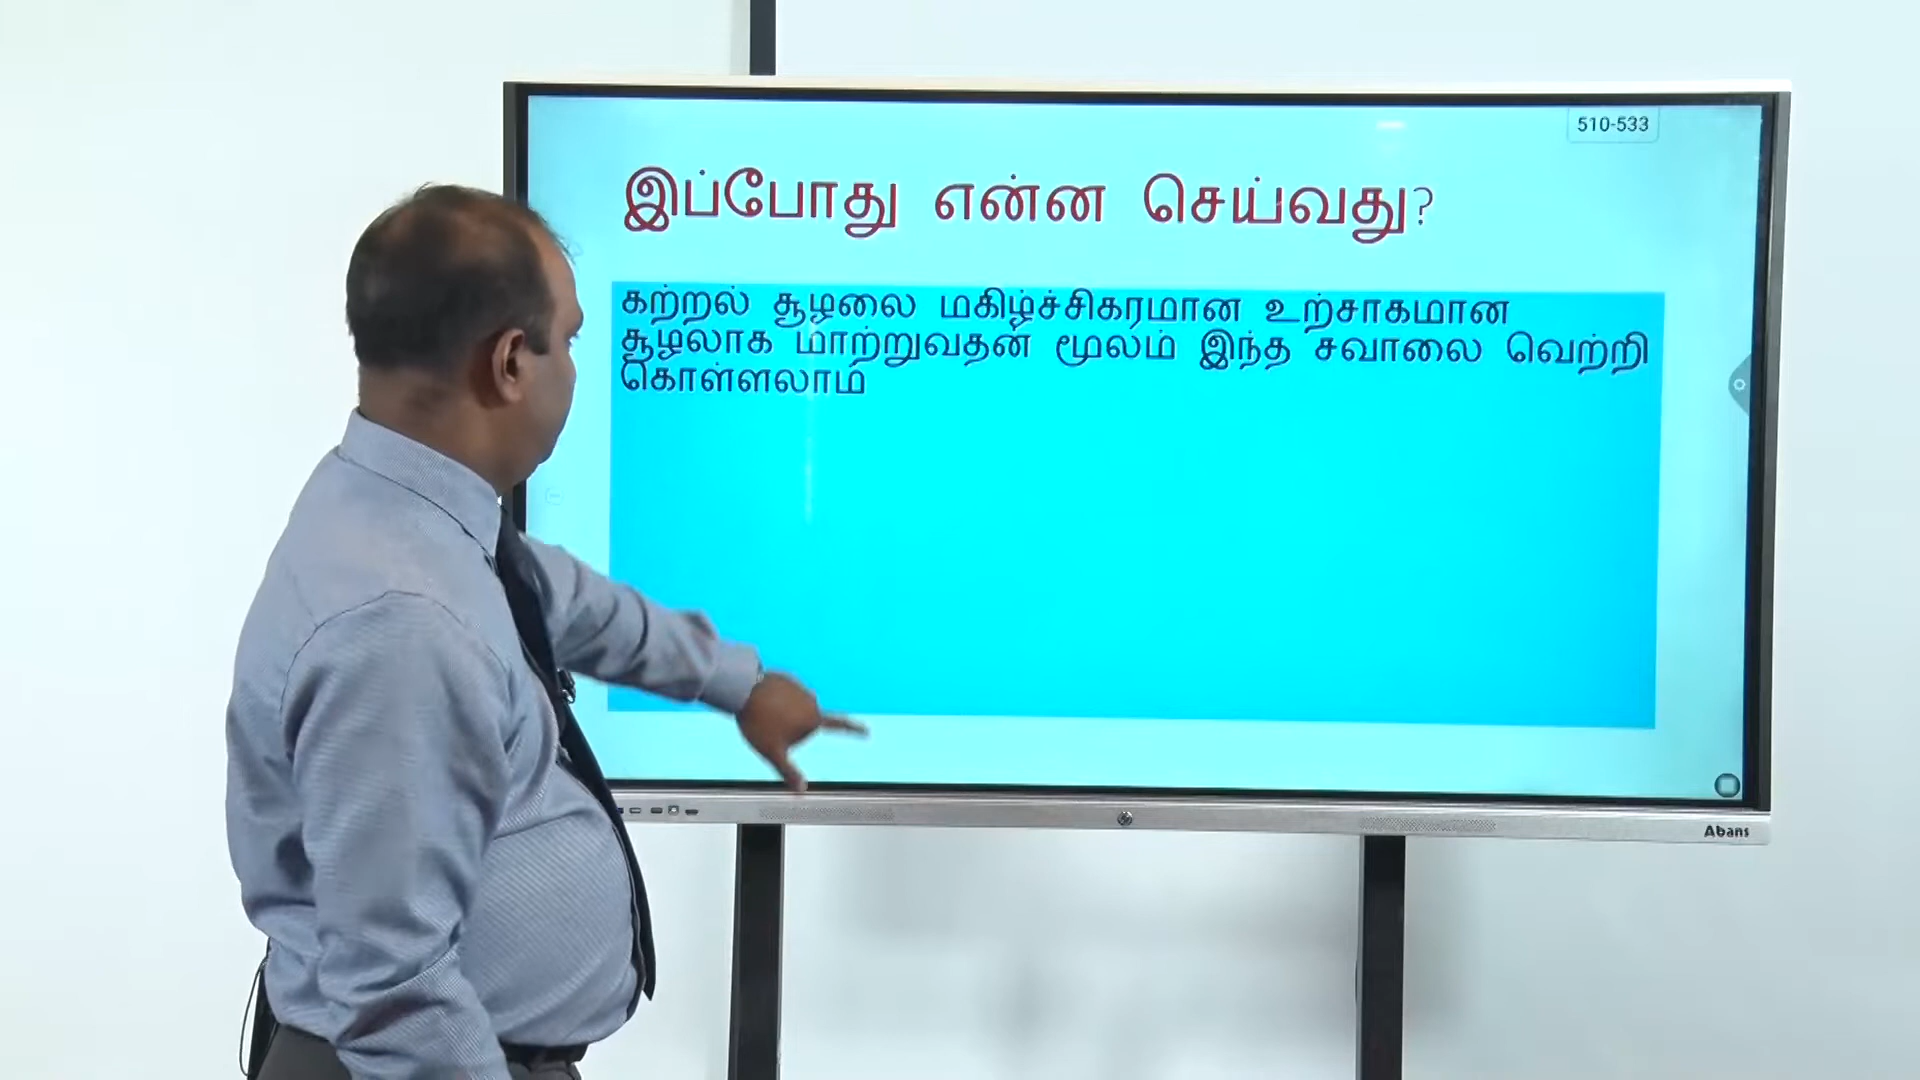 510-533
இப்போது என்ன செய்வது?
கற்றல் சூழலை மகிழ்ச்சிகரமான உற்சாகமான
சூழலாக மாற்றுவதன் மூலம் இந்த சவாலை வெற்றி
கொள்ளலாம்
Abans